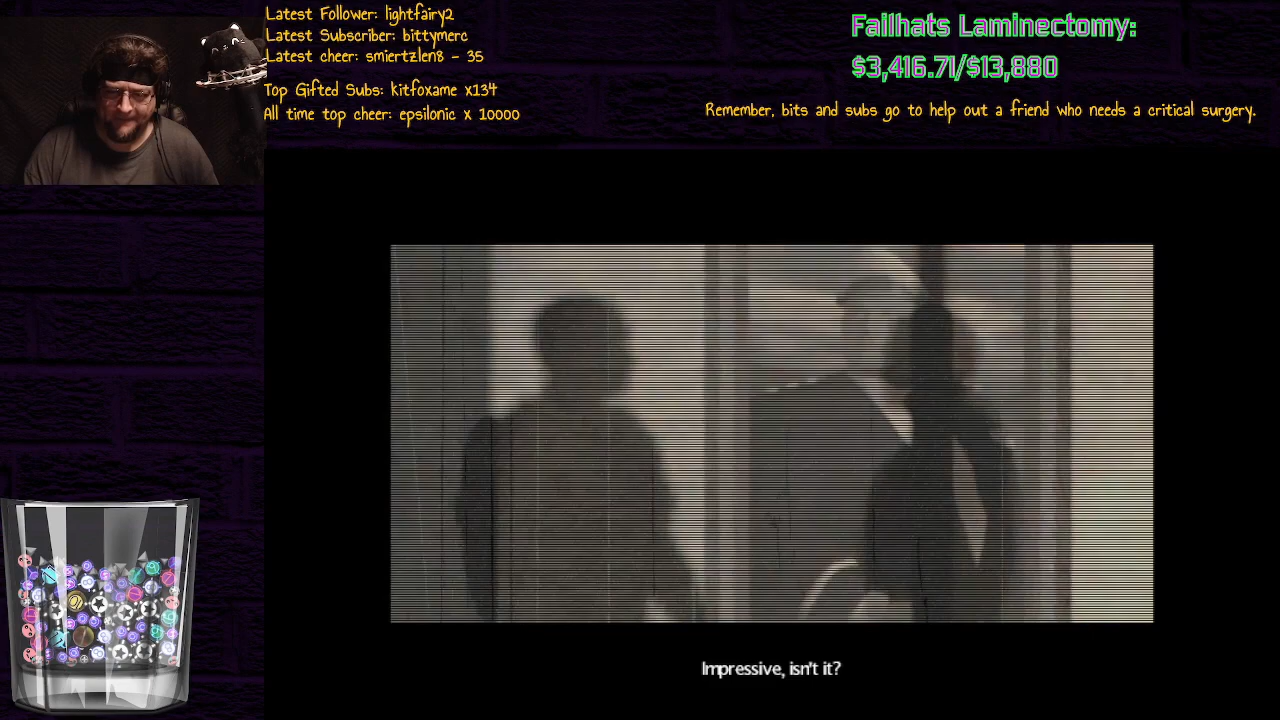 Latest Follower: lightfairy2
Latest Subscriber: bittymerc
Latest cheer: smiertzlen8 - 35
Top Gifted Subs: kitfoxame x134
All time top cheer: epsilonic x 10000
Failhats Laminectomy:
$3,416.71/$13,880
Remember, bits and subs go to help out a friend who needs a critical surgery.
Impressive, isn't it?